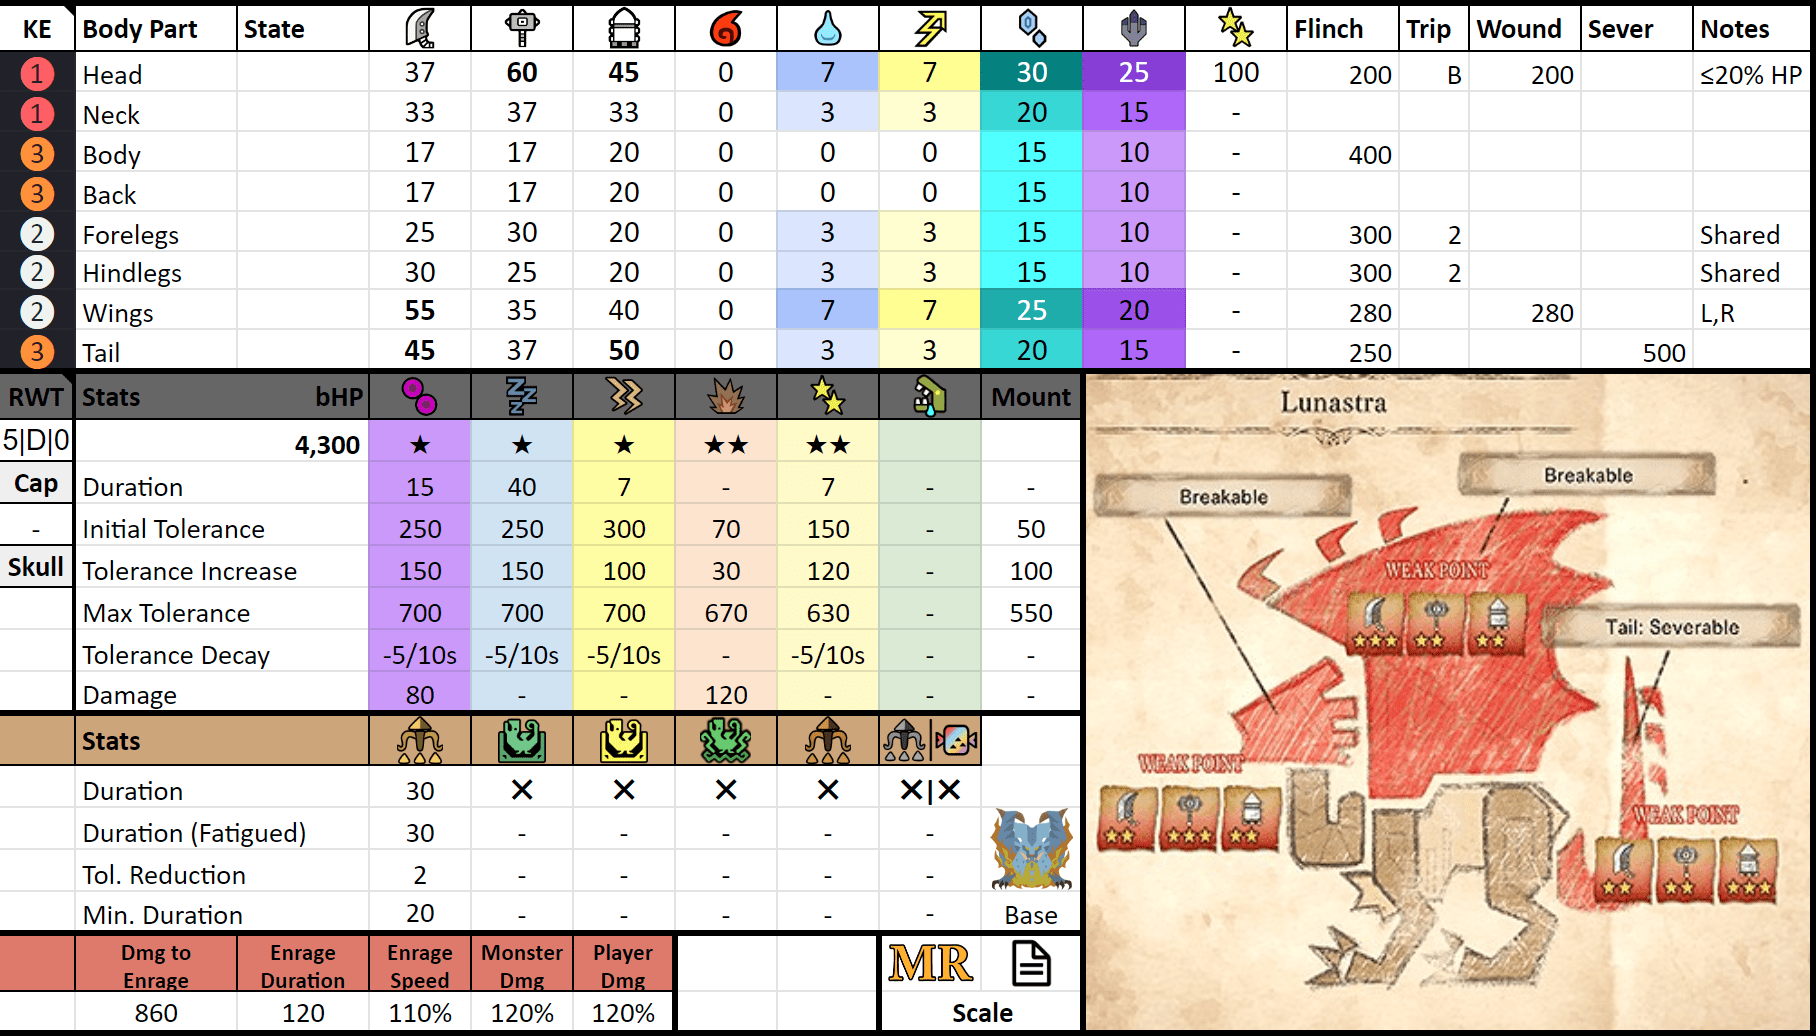 KE Body Part State Flinch Trip Wound Sever Notes
1 Head 37 60 45 0 7 7 30 25 100 200 B 200 ≤20% HP
1 Neck 33 37 33 0 3 3 20 15 -
3 Body 17 17 20 0 0 0 15 10 - 400
3 Back 17 17 20 0 0 0 15 10 -
2 Forelegs 25 30 20 0 3 3 15 10 - 300 2 Shared
2 Hindlegs 30 25 20 0 3 3 15 10 - 300 2 Shared
2 Wings 55 35 40 0 7 7 25 20 - 280 280 L,R
3 Tail 45 37 50 0 3 3 20 15 - 250 500
RWT Stats bHP Mount
5|D|0 4,300 ★ ★ ★ ★★ ★★
Cap Duration 15 40 7 - 7 - -
- Initial Tolerance 250 250 300 70 150 - 50
Skull Tolerance Increase 150 150 100 30 120 - 100
Max Tolerance 700 700 700 670 630 - 550
Tolerance Decay -5/10s -5/10s -5/10s - -5/10s - -
Damage 80 - - 120 - - -
Stats
Duration 30 ✕ ✕ ✕ ✕ ✕|✕
Duration (Fatigued) 30 - - - - -
Tol. Reduction 2 - - - - -
Min. Duration 20 - - - - - Base
Dmg to Enrage Enrage Duration Enrage Speed Monster Dmg Player Dmg MR
860 120 110% 120% 120% Scale
Lunastra
Breakable
Breakable
WEAK POINT
★★★ ★★ ★★
Tail: Severable
WEAK POINT
★★ ★★★ ★★
WEAK POINT
★★ ★★ ★★★